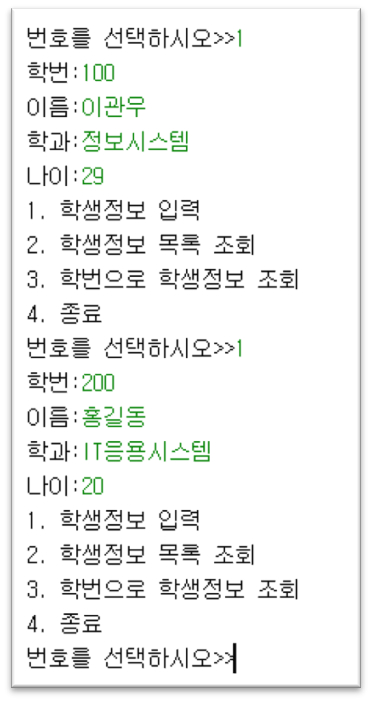 번호를 선택하시오>>1
학번:100
이름:이관우
학과:정보시스템
나이:29
1. 학생정보 입력
2. 학생정보 목록 조회
3. 학번으로 학생정보 조회
4. 종료
번호를 선택하시오>>1
학번:200
이름:홍길동
학과:IT응용시스템
나이:20
1. 학생정보 입력
2. 학생정보 목록 조회
3. 학번으로 학생정보 조회
4. 종료
번호를 선택하시오>>